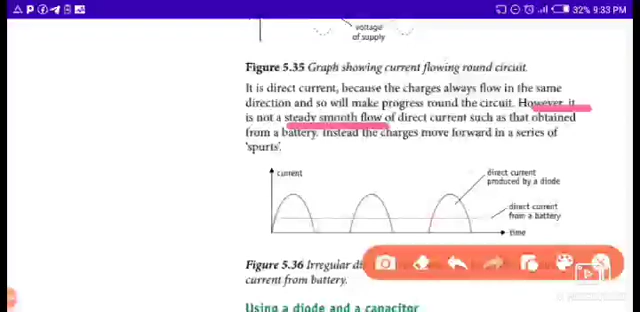 32% 9:33 PM
voltage
of supply
Figure 5.35 Graph showing current flowing round circuit.
It is direct current, because the charges always flow in the same
direction and so will make progress round the circuit. However, it
is not a steady smooth flow of direct current such as that obtained
from a battery. Instead the charges move forward in a series of
'spurts'.
current
direct current
produced by a diode
direct current
from a battery
time
Figure 5.36 Irregular
current from battery.
Using a diode and a capacitor